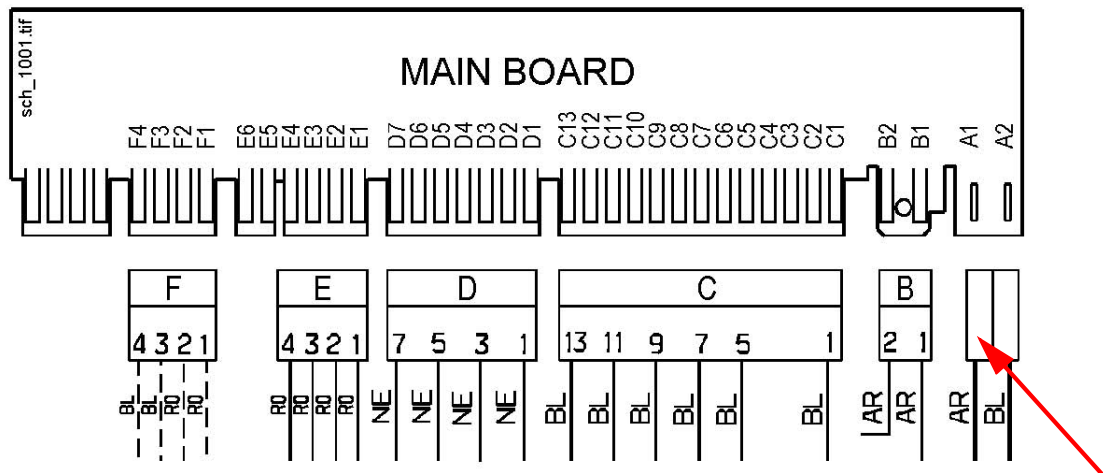 sch_1001.tif
MAIN BOARD
F4 F3 F2 F1 E6 E5 E4 E3 E2 E1 D7 D6 D5 D4 D3 D2 D1 C13 C12 C11 C10 C9 C8 C7 C6 C5 C4 C3 C2 C1 B2 B1 A1 A2
F E D C B
4 3 2 1 4 3 2 1 7 5 3 1 13 11 9 7 5 1 2 1
BL BL RO RO RO RO RO RO NE NE NE NE BL BL BL BL BL BL AR AR AR BL